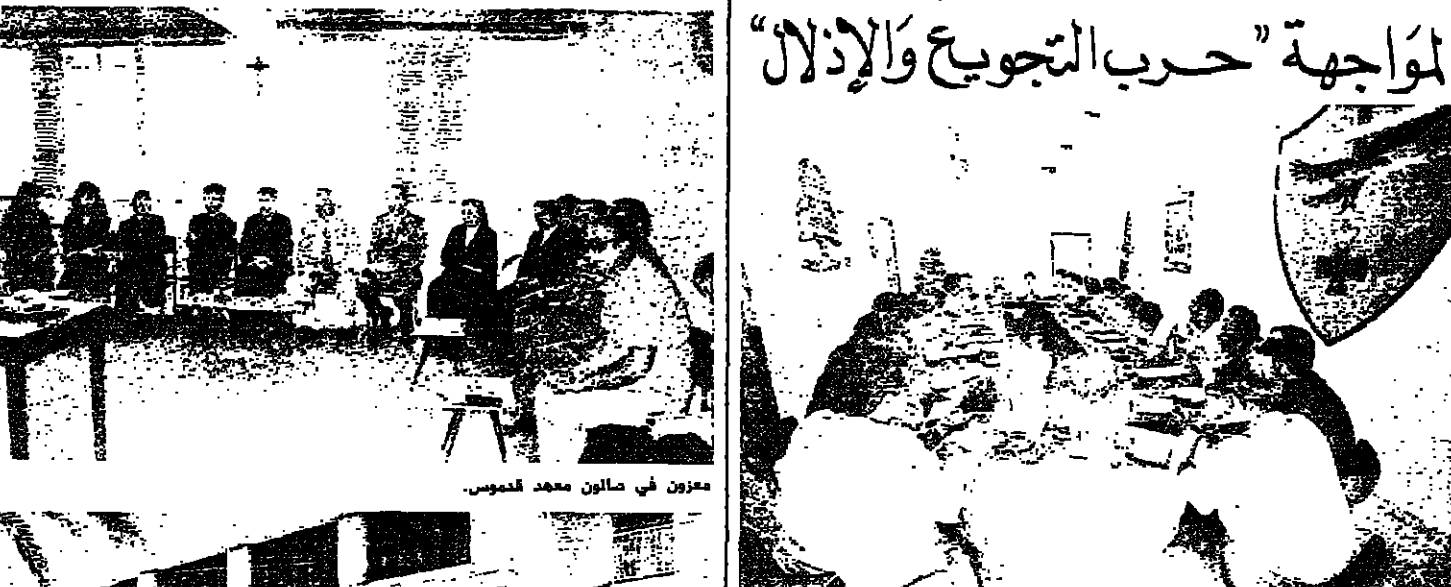 لمواجهة "حرب التجويع والإذلال"
معزون في صالون معهد قدموس.